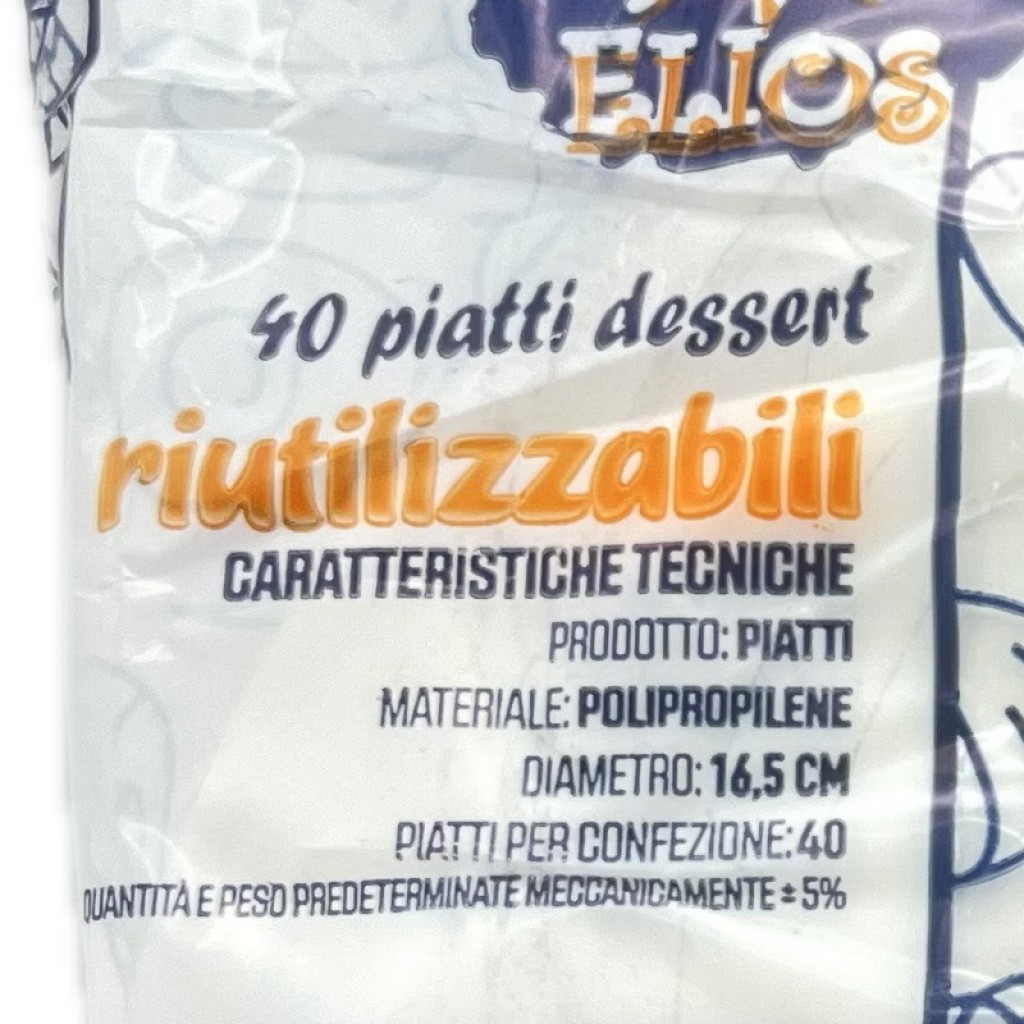 ELIOS
40 piatti dessert
riutilizzabili
CARATTERISTICHE TECNICHE
PRODOTTO: PIATTI
MATERIALE: POLIPROPILENE
DIAMETRO: 16,5 CM
PIATTI PER CONFEZIONE: 40
QUANTITÀ E PESO PREDETERMINATE MECCANICAMENTE ± 5%